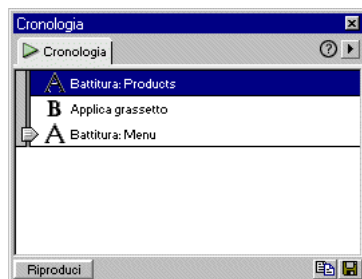 Cronologia
Cronologia
Battitura: Products
Applica grassetto
Battitura: Menu
Riproduci